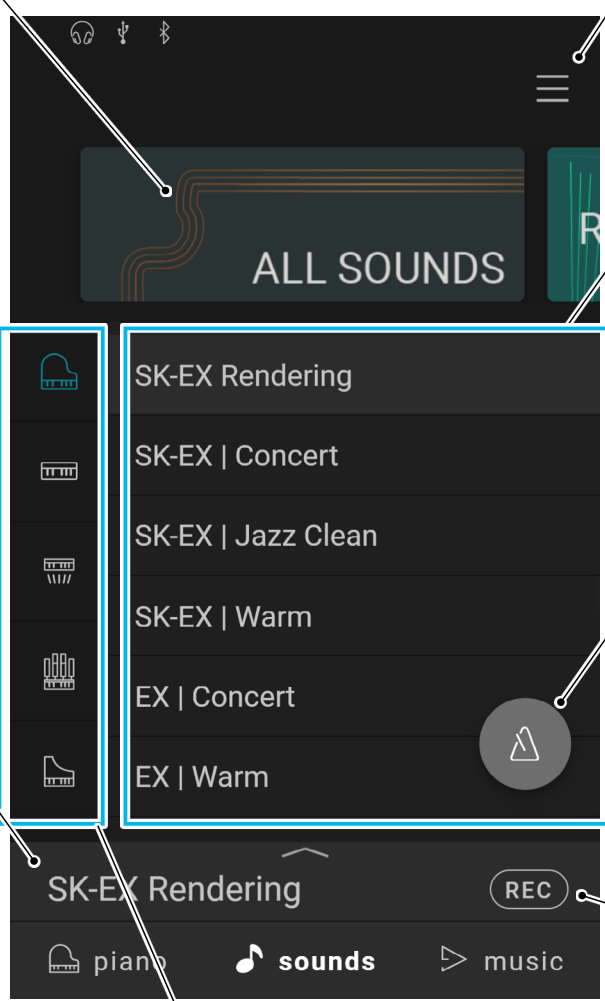 ALL SOUNDS
R
SK-EX Rendering
SK-EX | Concert
SK-EX | Jazz Clean
SK-EX | Warm
EX | Concert
EX | Warm
SK-EX Rendering REC
piano sounds music